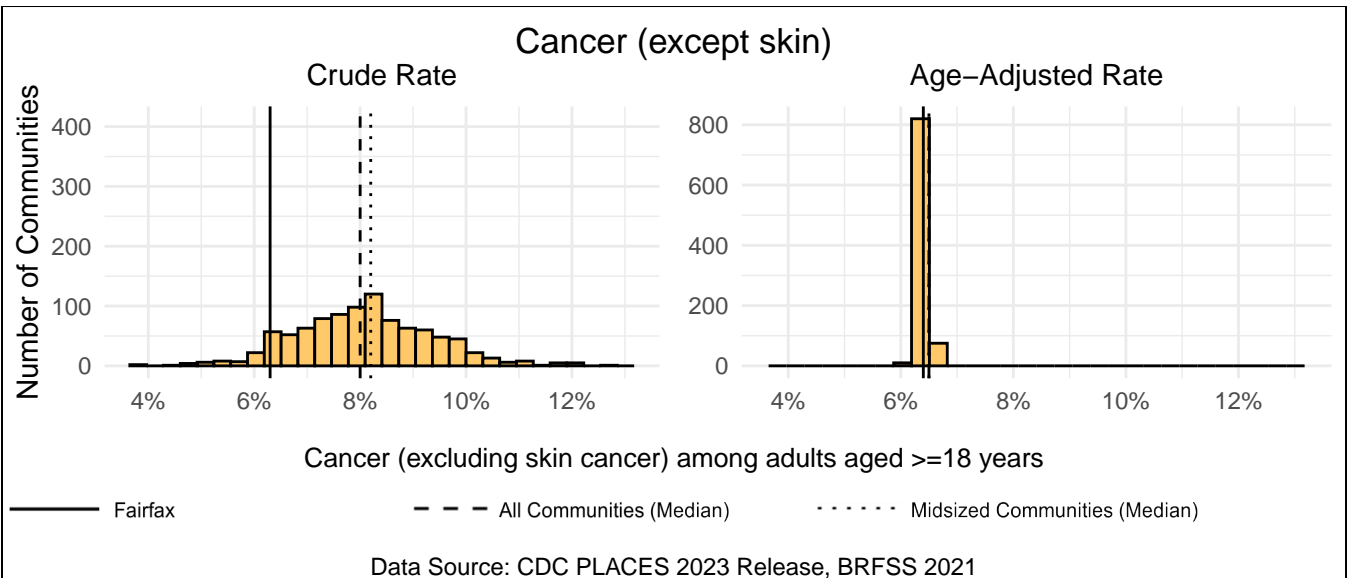 Cancer (except skin)
Crude Rate
Age−Adjusted Rate
Number of Communities
400
300
200
100
0
4%
6%
8%
10%
12%
800
600
400
200
0
4%
6%
8%
10%
12%
Cancer (excluding skin cancer) among adults aged >=18 years
Fairfax
All Communities (Median)
Midsized Communities (Median)
Data Source: CDC PLACES 2023 Release, BRFSS 2021